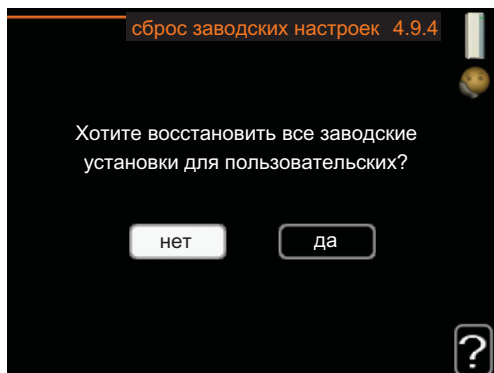 сброс заводских настроек 4.9.4
Хотите восстановить все заводские
установки для пользовательских?
нет
да
?